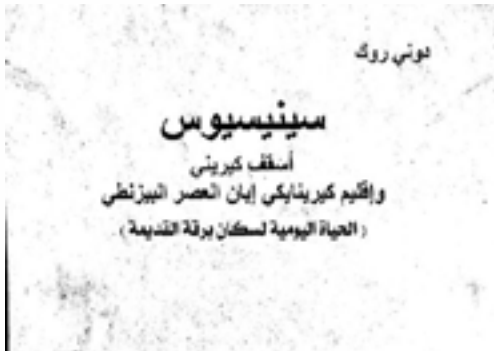 دوني روك
سينيسيوس
أسقف كيريني
وإقليم كيرينايكي إبان العصر البيزنطي
( الحياة اليومية لسكان برقة القديمة )